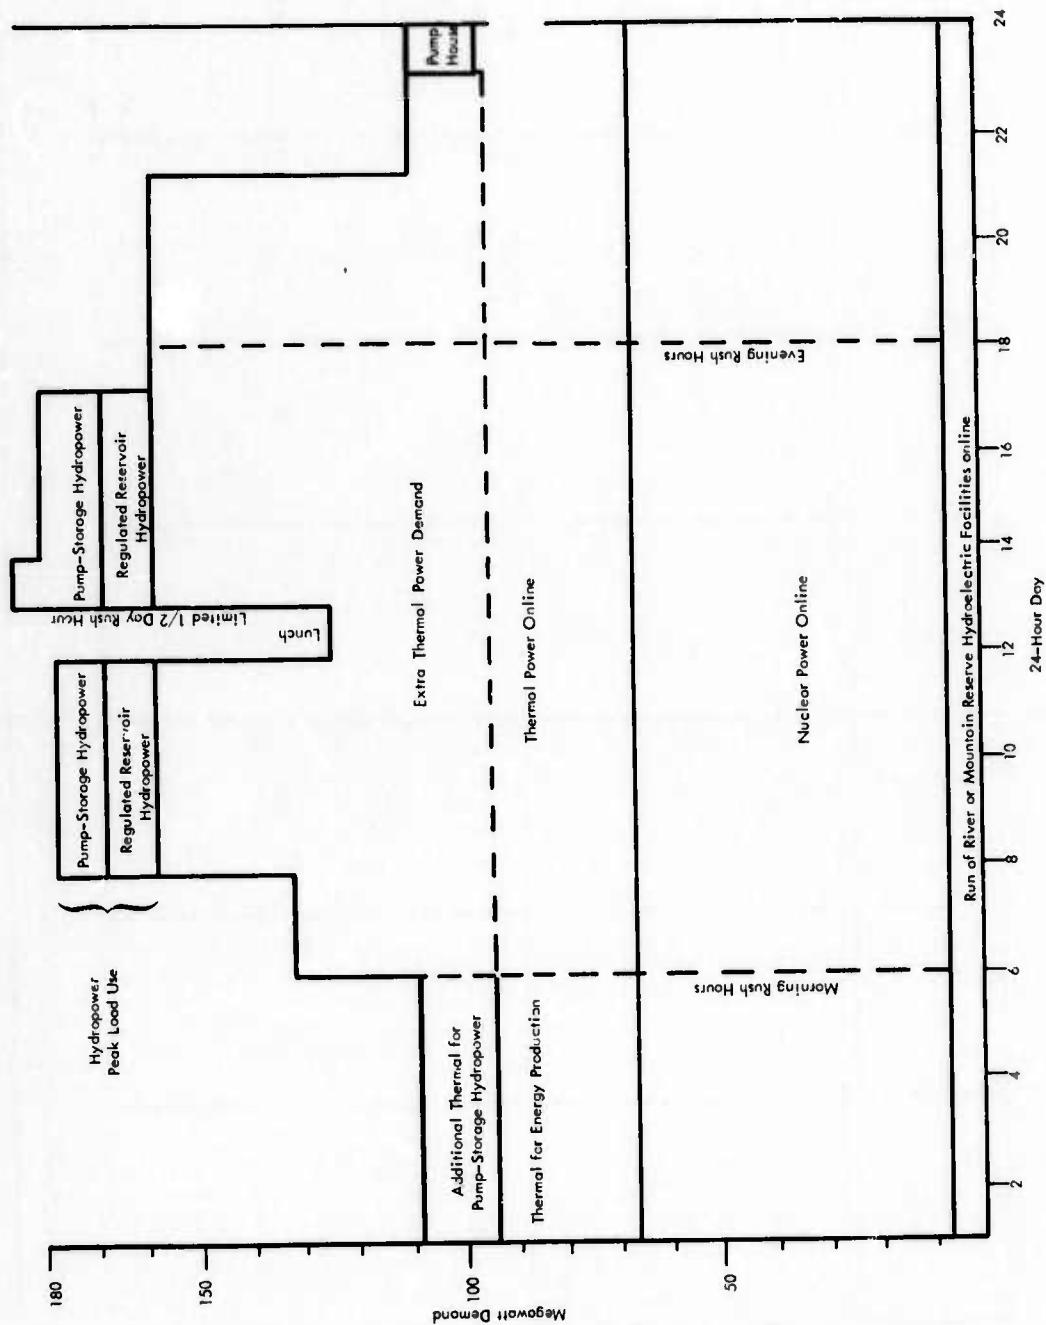 180
150
100
50
Megawatt Demand
Hydropower
Peak Load Use
Pump-Storage Hydropower
Regulated Reservoir
Hydropower
Lunch
Limited 1/2 Day Rush Hour
Pump-Storage Hydropower
Regulated Reservoir
Hydropower
Pump
House
Additional Thermal for
Pump-Storage Hydropower
Extra Thermal Power Demand
Thermal for Energy Production
Thermal Power Online
Morning Rush Hours
Nuclear Power Online
Evening Rush Hours
Run of River or Mountain Reserve Hydroelectric Facilities online
2
4
6
8
10
12
14
16
18
20
22
24
24-Hour Day